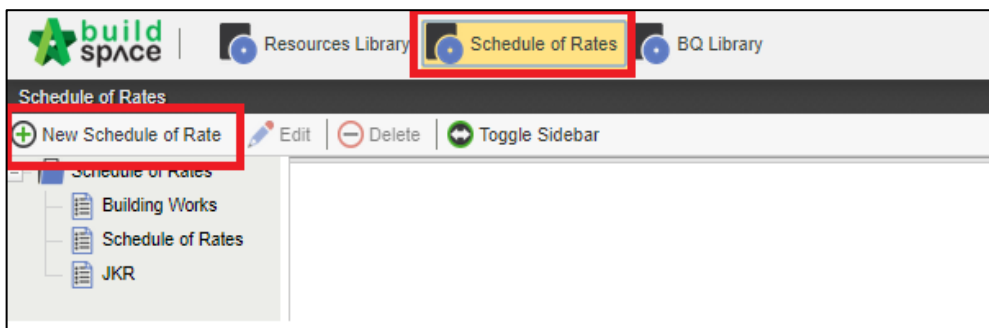 build space
Resources Library Schedule of Rates BQ Library
Schedule of Rates
New Schedule of Rate Edit Delete Toggle Sidebar
Schedule of Rates
Building Works
Schedule of Rates
JKR